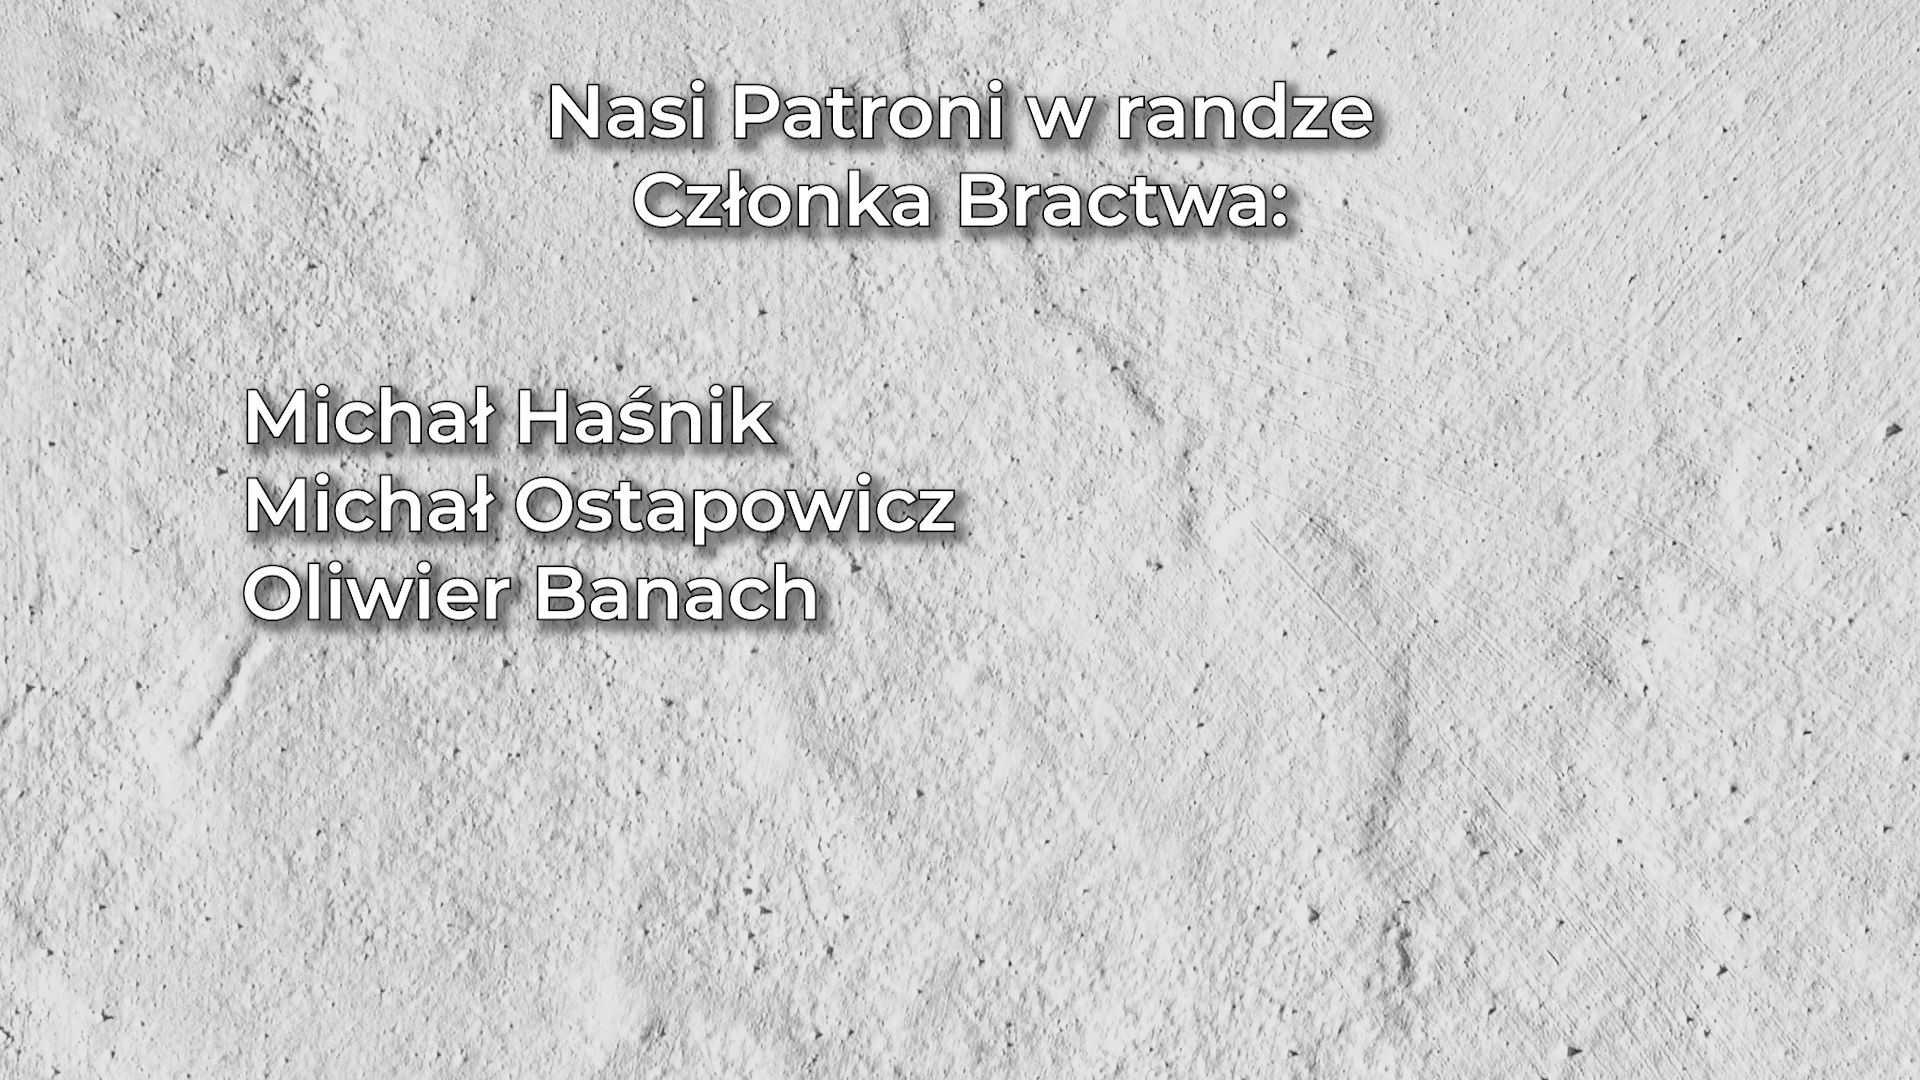 Nasi Patroni w randze
Członka Bractwa:
Michał Haśnik
Michał Ostapowicz
Oliwier Banach